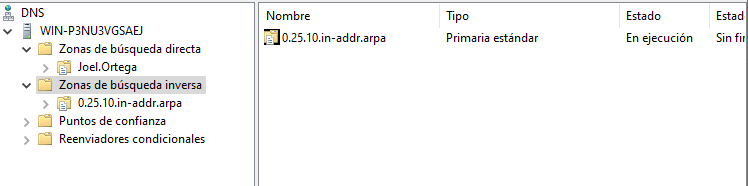 DNS
WIN-P3NU3VGSAEJ
Zonas de búsqueda directa
Joel.Ortega
Zonas de búsqueda inversa
0.25.10.in-addr.arpa
Puntos de confianza
Reenviadores condicionales
Nombre Tipo Estado Estad
0.25.10.in-addr.arpa Primaria estándar En ejecución Sin fir